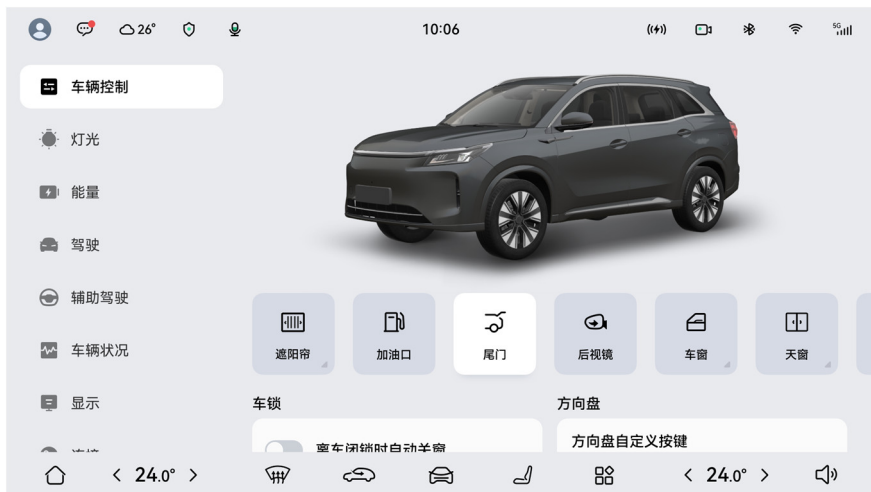 26°
10:06
5G
车辆控制
灯光
能量
驾驶
辅助驾驶
车辆状况
显示
遮阳帘
加油口
尾门
后视镜
车窗
天窗
车锁
方向盘
离车闭锁时自动关窗
方向盘自定义按键
24.0°
24.0°